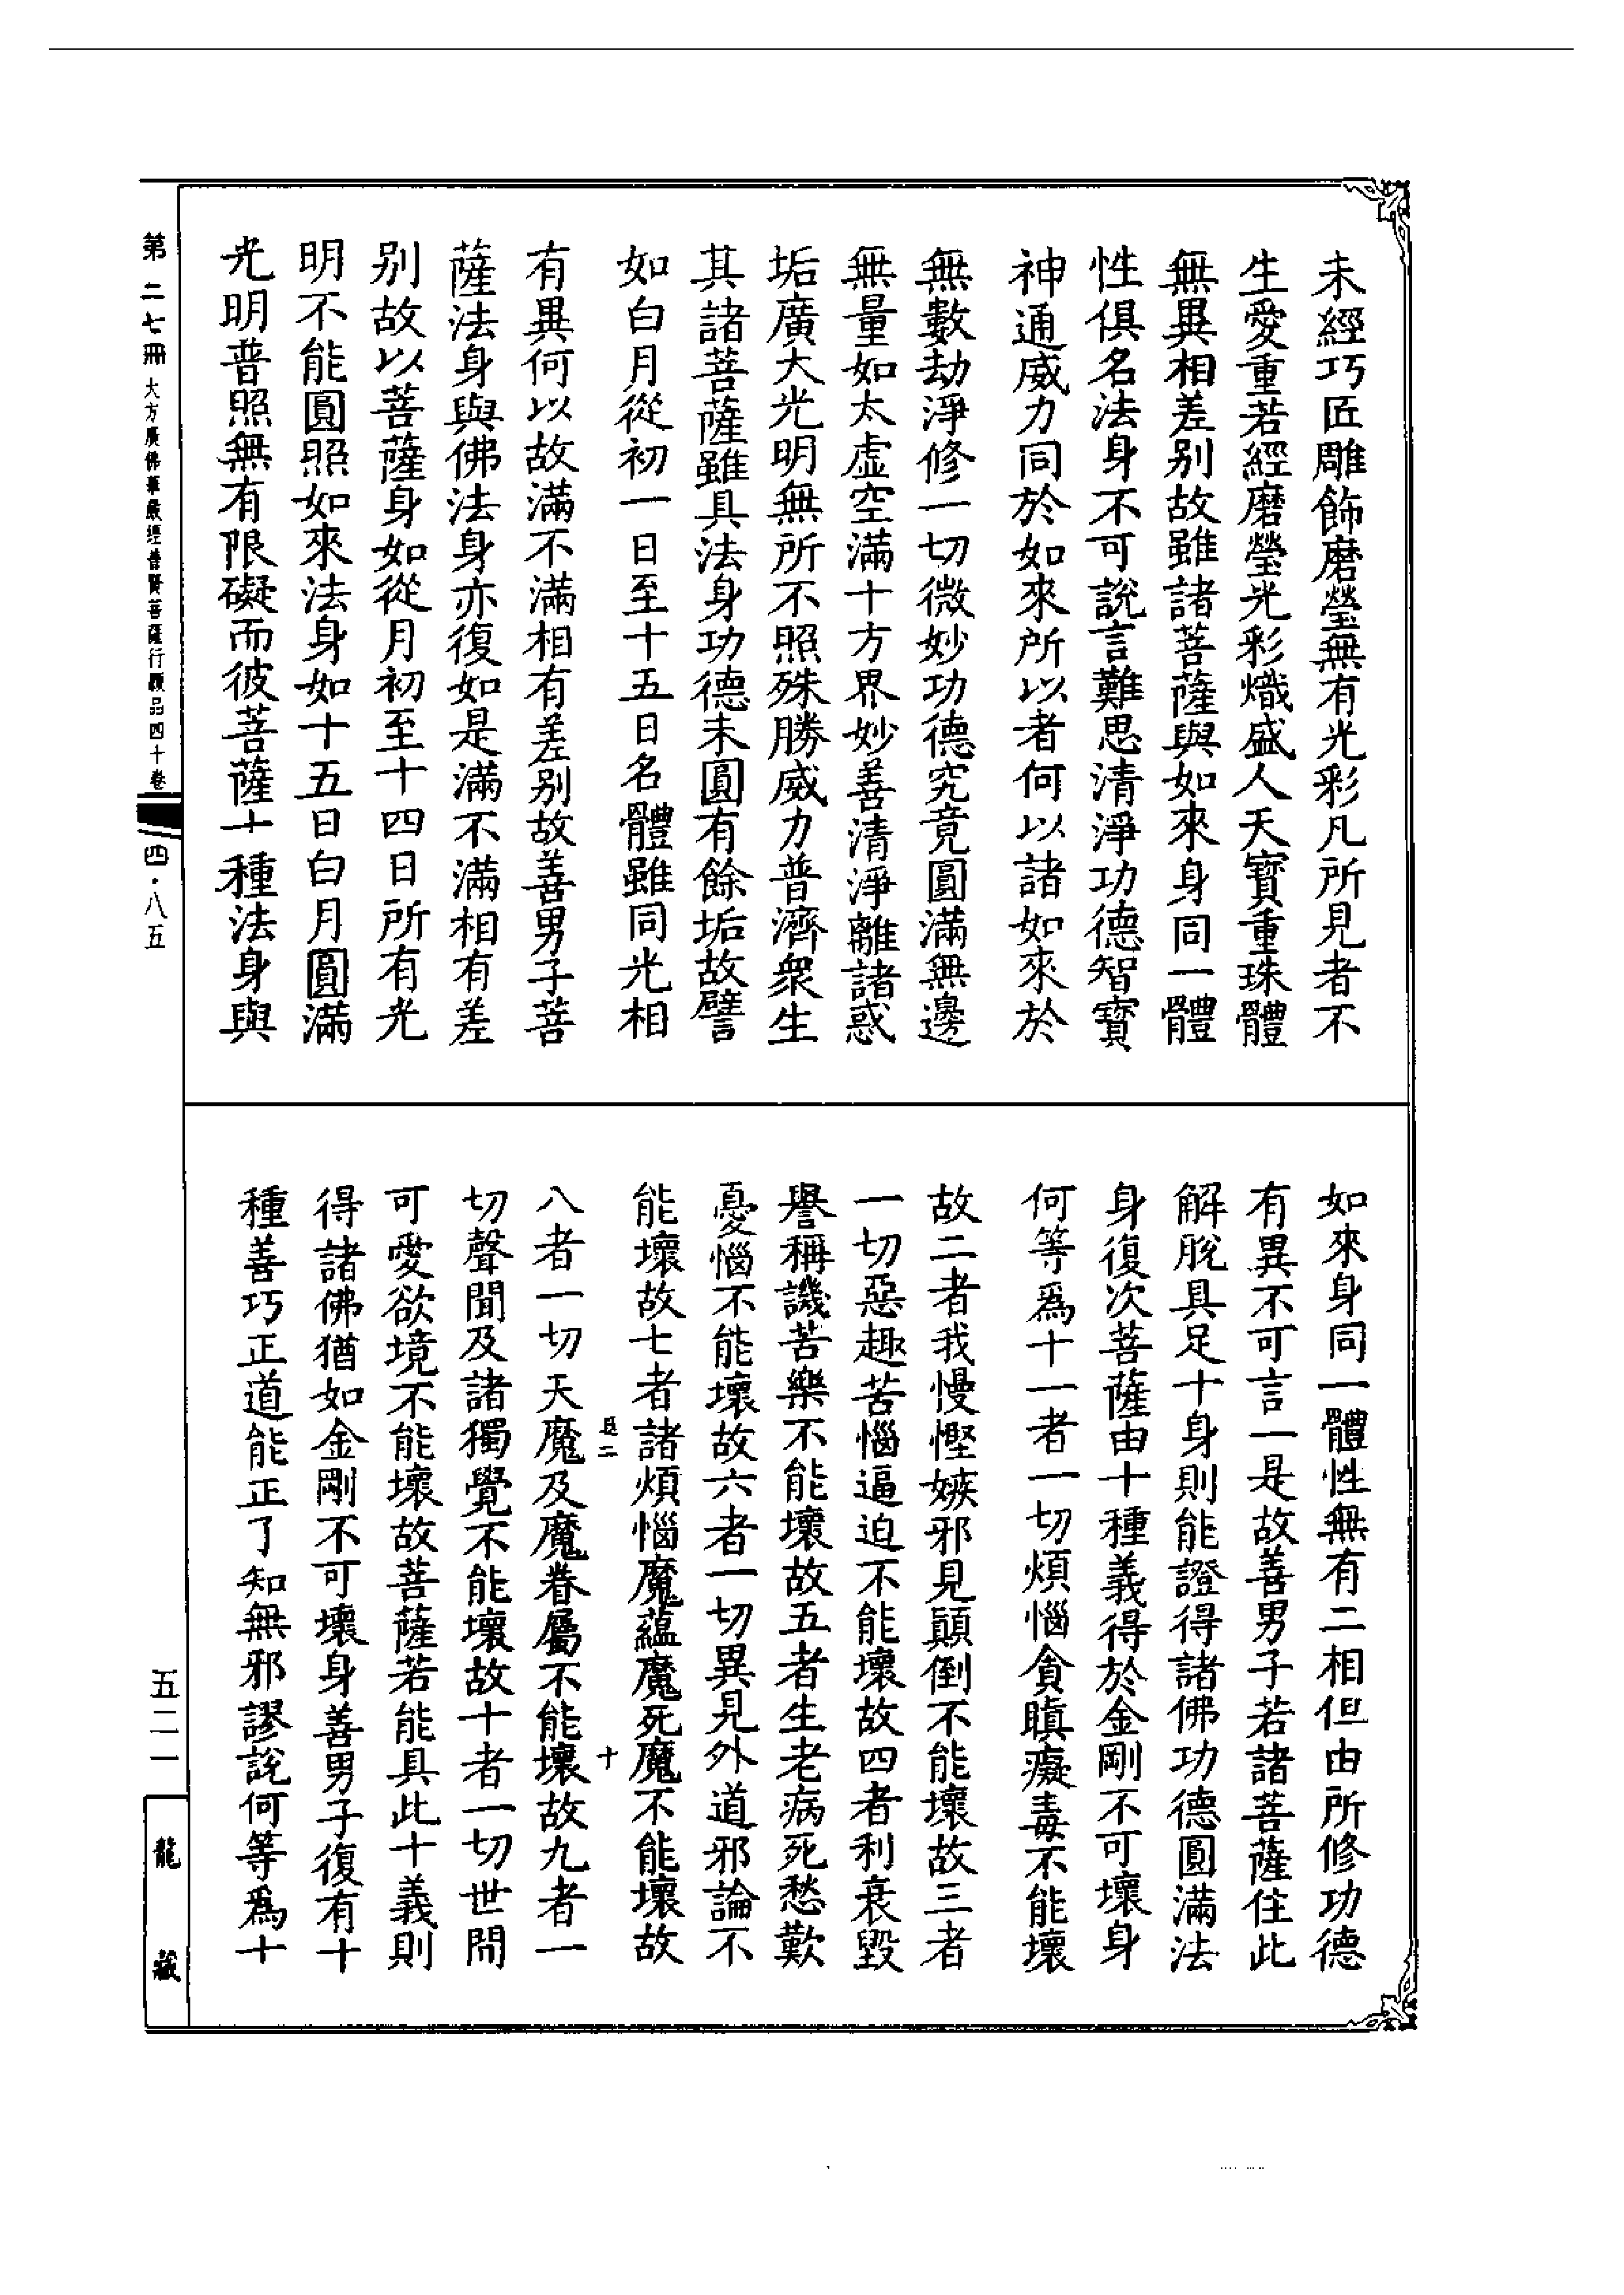 未經巧匠雕飾磨瑩無有光彩凡所見者不
生愛重若經磨瑩光彩熾盛人天寶重珠體
無異相差別故雖諸菩薩與如來身同一體
性俱名法身不可說言難思清淨功德智寶
神通威力同於如來所以者何以諸如來於
無數劫淨修一切微妙功德究竟圓滿無邊
無量如太虛空滿十方界妙善清淨離諸惑
垢廣大光明無所不照殊勝威力普濟眾生
其諸菩薩雖具法身功德未圓有餘垢故譬
如白月從初一日至十五日名體雖同光相
有異何以故滿不滿相有差別故善男子菩
薩法身與佛法身亦復如是滿不滿相有差
別故以菩薩身如從月初至十四日所有光
明不能圓照如來法身如十五日白月圓滿
光明普照無有限礙而彼菩薩十種法身與
如來身同一體性無有二相但由所修功德
有異不可言一是故善男子若諸菩薩住此
解脫具足十身則能證得諸佛功德圓滿法
身復次菩薩由十種義得於金剛不可壞身
何等爲十一者一切煩惱貪瞋癡毒不能壞
故二者我慢慳嫉邪見顛倒不能壞故三者
一切惡趣苦惱逼迫不能壞故四者利衰毀
譽稱譏苦樂不能壞故五者生老病死愁歎
憂惱不能壞故六者一切異見外道邪論不
能壞故七者諸煩惱魔蘊魔死魔不能壞故
八者一切天魔及魔眷屬不能壞故九者一
切聲聞及諸獨覺不能壞故十者一切世間
可愛欲境不能壞故菩薩若能具此十義則
得諸佛猶如金剛不可壞身善男子復有十
種善巧正道能正了知無邪謬說何等爲十
第二七冊 大方廣佛華嚴經普賢菩薩行願品四十卷
四·八五
五二一
龍藏